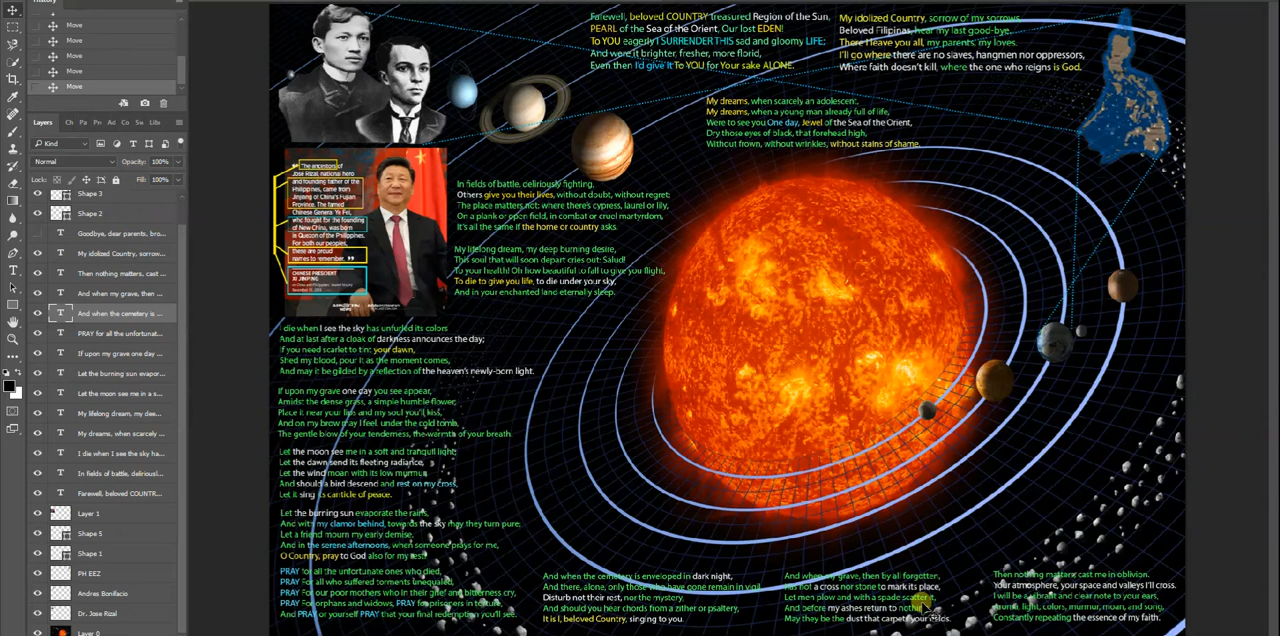 History
Move
Move
Move
Move
Move
Layers
Ch
Pa
Pn
Ad
Co
St
Libs
Kind
Normal
Opacity: 100%
Lock:
Fill: 100%
Shape 3
Shape 2
Goodbye, dear parents, bro...
My idolized Country, sorrow...
Then nothing matters, cast ...
And when my grave, then ...
And when the cemetery is ...
PRAY for all the unfortunat...
If upon my grave one day ...
Let the burning sun evapor...
Let the moon see me in a s...
My lifelong dream, my dee...
My dreams, when scarcely ...
I die when I see the sky ha...
In fields of battle, deliriousl...
Farewell, beloved COUNTR...
Layer 1
Shape 5
Shape 1
PH EEZ
Andres Bonifacio
Dr. Jose Rizal
Layer 0
Farewell, beloved COUNTRY treasured Region of the Sun,
PEARL of the Sea of the Orient, Our lost EDEN!
To YOU eagerly I SURRENDER THIS sad and gloomy LIFE;
And were it brighter, fresher, more florid,
Even then I'd give it To YOU for Your sake ALONE.
My idolized Country, sorrow of my sorrows,
Beloved Filipinas, hear my last good-bye.
There I leave you all, my parents, my loves.
I'll go where there are no slaves, hangmen nor oppressors,
Where faith doesn't kill, where the one who reigns is God.
My dreams, when scarcely an adolescent,
My dreams, when a young man already full of life,
Were to see you One day, Jewel of the Sea of the Orient,
Dry those eyes of black, that forehead high,
Without frown, without wrinkles, without stains of shame.
"The ancestors of
Jose Rizal, national hero
and founding father of the
Philippines, came from
Jinjiang of China's Fujian
Province. The famed
Chinese General Ye Fei,
who fought for the founding
of New China, was born
in Quezon of the Philippines.
For both our peoples,
these are proud
names to remember."
CHINESE PRESIDENT
XI JINPING
In fields of battle, deliriously fighting,
Others give you their lives, without doubt, without regret;
The place matters not: where there's cypress, laurel or lily,
On a plank or open field, in combat or cruel martyrdom,
It's all the same if the home or country asks.
My lifelong dream, my deep burning desire,
This soul that will soon depart cries out: Salud!
To your health! Oh how beautiful to fall to give you flight,
To die to give you life, to die under your sky,
And in your enchanted land eternally sleep.
I die when I see the sky has unfurled its colors
And at last after a cloak of darkness announces the day;
If you need scarlet to tint your dawn,
Shed my blood, pour it as the moment comes,
And may it be gilded by a reflection of the heaven's newly-born light.
If upon my grave one day you see appear,
Amidst the dense grass, a simple humble flower,
Place it near your lips and my soul you'll kiss,
And on my brow may I feel, under the cold tomb,
The gentle blow of your tenderness, the warmth of your breath.
Let the moon see me in a soft and tranquil light,
Let the dawn send its fleeting radiance,
Let the wind moan with its low murmur,
And should a bird descend and rest on my cross,
Let it sing its canticle of peace.
Let the burning sun evaporate the rains,
And with my clamor behind, towards the sky may they turn pure;
Let a friend mourn my early demise,
And in the serene afternoons, when someone prays for me,
O Country, pray to God also for my rest!
PRAY for all the unfortunate ones who died,
PRAY For all who suffered torments unequaled,
PRAY For our poor mothers who in their grief and bitterness cry,
PRAY For orphans and widows, PRAY for prisoners in torture,
And PRAY or yourself PRAY that your final redemption you'll see.
And when the cemetery is enveloped in dark night,
And there, alone, only those who have gone remain in vigil
Disturb not their rest, nor the mystery.
And should you hear chords from a zither or psaltery,
It is I, beloved Country, singing to you.
And when my grave, then by all forgotten,
Has not a cross nor stone to mark its place,
Let men plow and with a spade scatter it,
And before my ashes return to nothin
May they be the dust that carpets your fields.
Then nothing matters, cast me in oblivion.
Your atmosphere, your space and valleys I'll cross.
I will be a vibrant and clear note to your ears,
Aroma, light, colors, murmur, moan, and song,
Constantly repeating the essence of my faith.